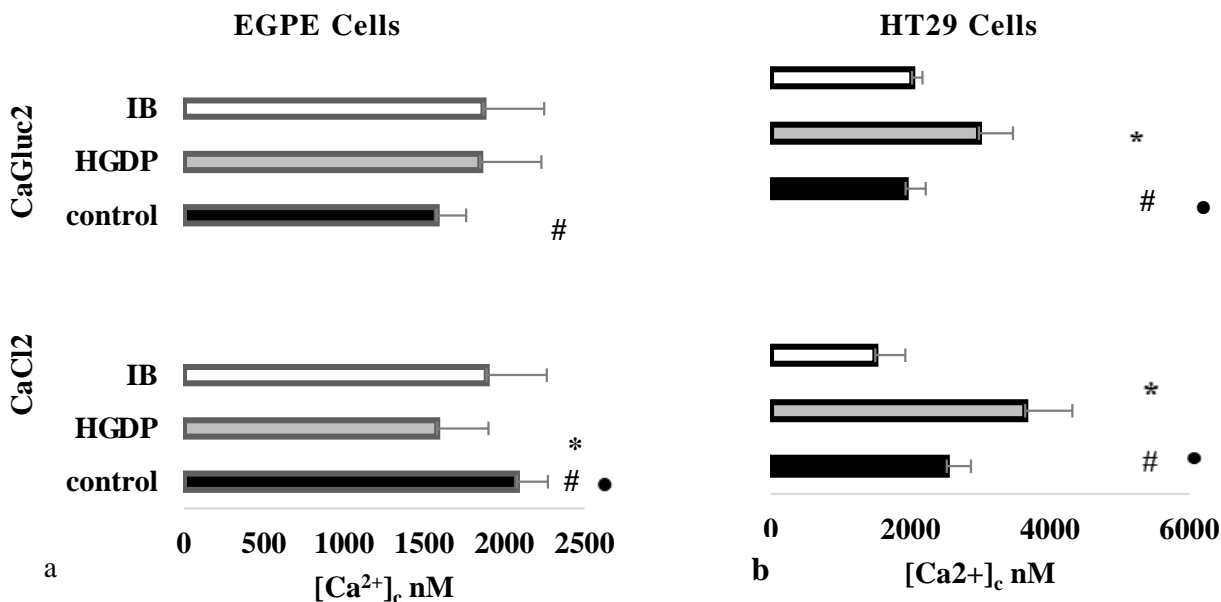 EGPE Cells
CaGluc2
IB
HGDP
control
#
CaCl2
IB
HGDP
control
*
# ●
0 500 1000 1500 2000 2500
[Ca²⁺]c nM
a
HT29 Cells
*
# ●
*
# ●
0 2000 4000 6000
[Ca2+]c nM
b